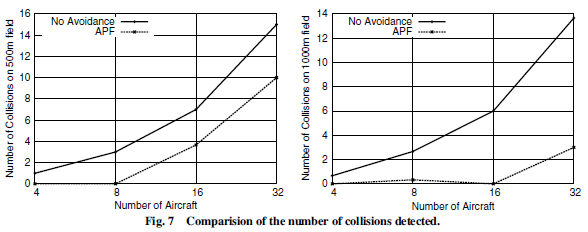 Number of Collisions on 500m field
16
14
12
10
8
6
4
2
0
No Avoidance
APF
4
8
16
32
Number of Aircraft
Number of Collisions on 1000m field
14
12
10
8
6
4
2
0
No Avoidance
APF
4
8
16
32
Number of Aircraft
Fig. 7 Comparision of the number of collisions detected.